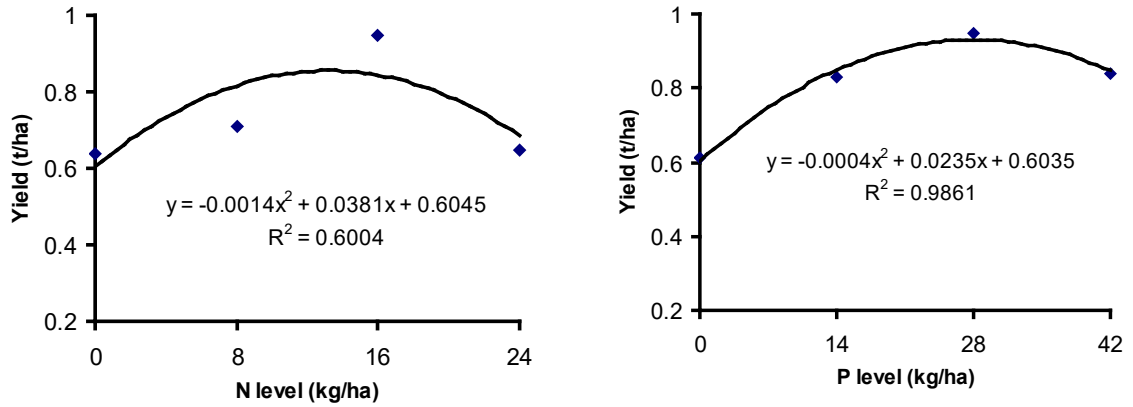 1
0.8
0.6
0.4
0.2
Yield (t/ha)
y = -0.0014x² + 0.0381x + 0.6045
R² = 0.6004
0 8 16 24
N level (kg/ha)
1
0.8
0.6
0.4
0.2
Yield (t/ha)
y = -0.0004x² + 0.0235x + 0.6035
R² = 0.9861
0 14 28 42
P level (kg/ha)